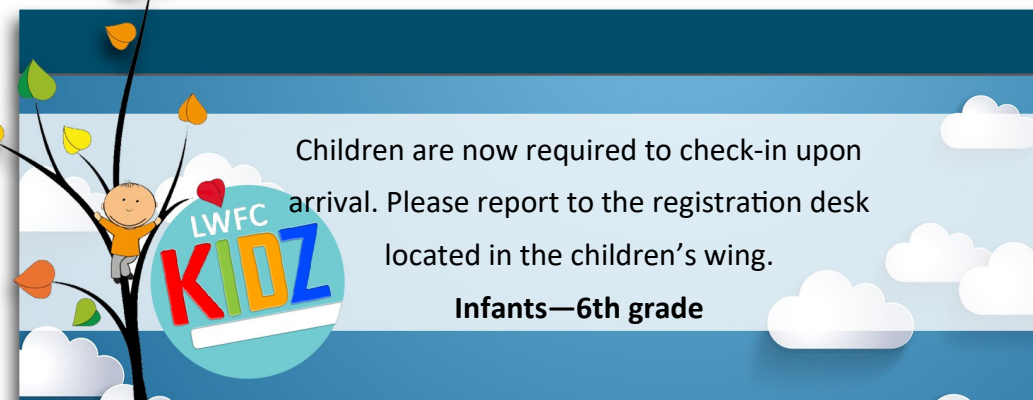 Children are now required to check-in upon
arrival. Please report to the registration desk
located in the children’s wing.
Infants—6th grade
LWFC
KIDZ